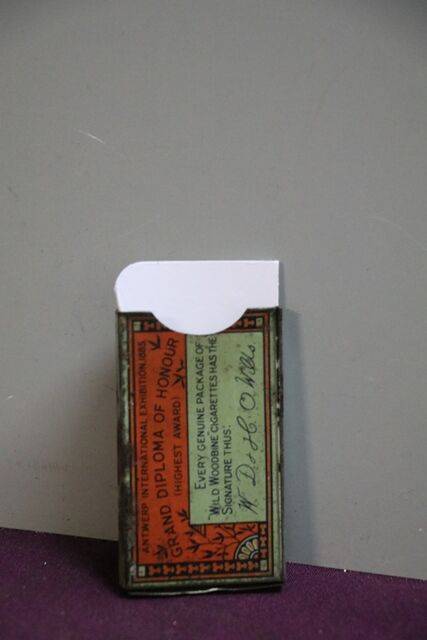 ANTWERP INTERNATIONAL EXHIBITION, 1885.
GRAND DIPLOMA OF HONOUR
(HIGHEST AWARD)
EVERY GENUINE PACKAGE OF
"WILD WOODBINE" CIGARETTES HAS THE
SIGNATURE THUS:
W. D. & H. O. Wills.